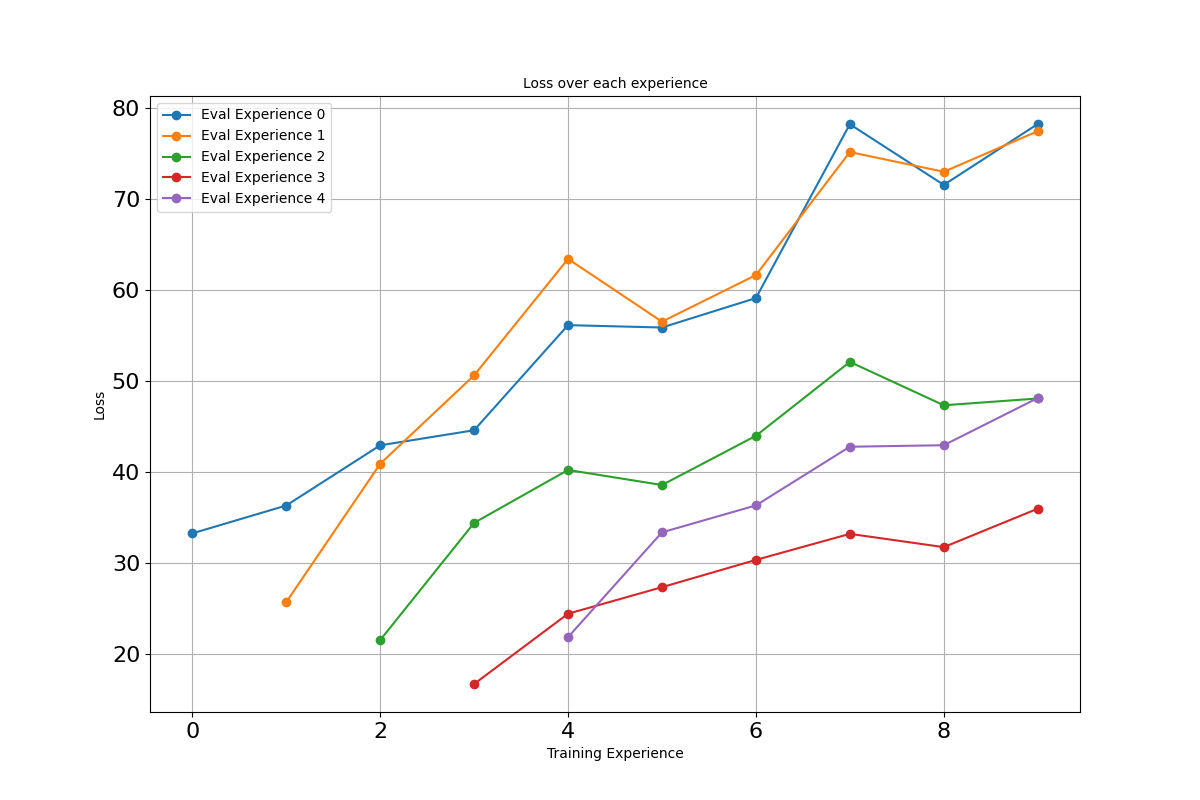 Loss over each experience
80
70
60
50
40
30
20
Loss
Eval Experience 0
Eval Experience 1
Eval Experience 2
Eval Experience 3
Eval Experience 4
0 2 4 6 8
Training Experience